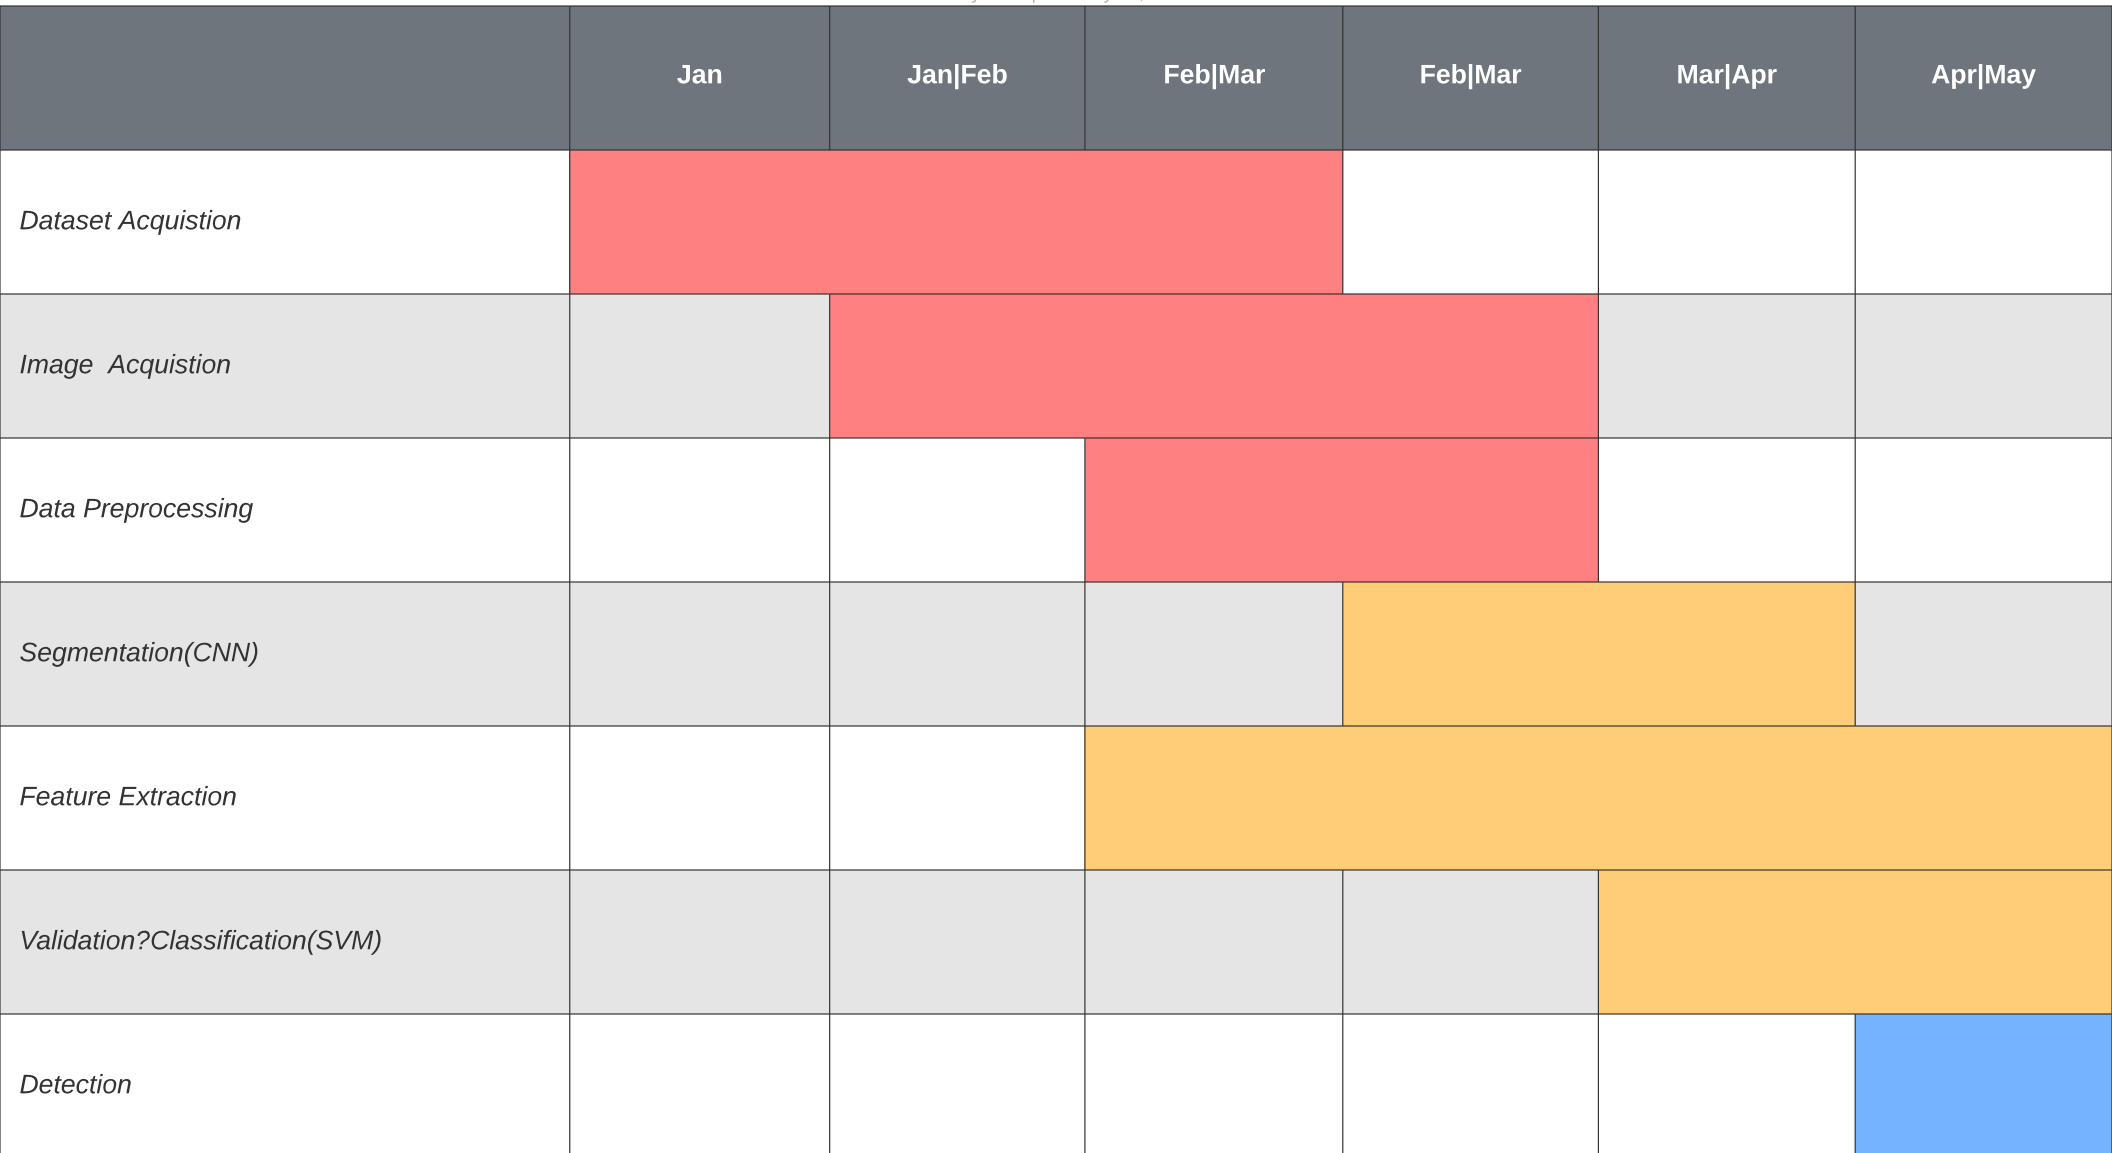 Jan Jan|Feb Feb|Mar Feb|Mar Mar|Apr Apr|May
Dataset Acquistion
Image  Acquistion
Data Preprocessing
Segmentation(CNN)
Feature Extraction
Validation?Classification(SVM)
Detection